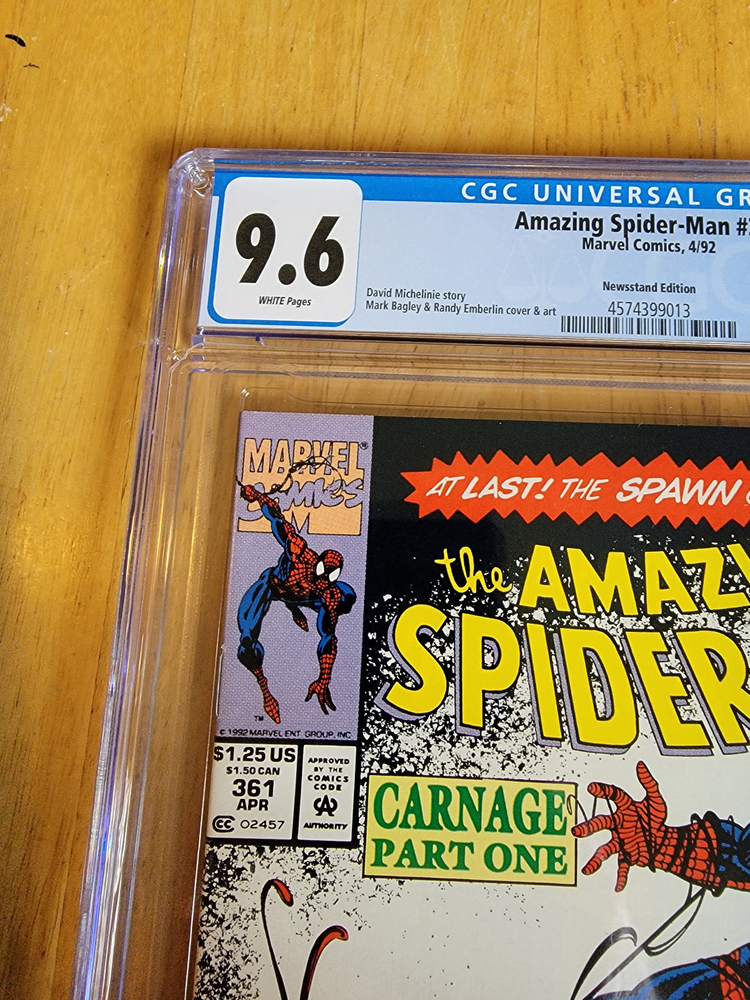 CGC UNIVERSAL GR
9.6
WHITE Pages
Amazing Spider-Man #
Marvel Comics, 4/92
Newsstand Edition
David Michelinie story
Mark Bagley & Randy Emberlin cover & art
4574399013
MARVEL®
COMICS
AT LAST! THE SPAWN
the AMAZ
SPIDER
TM
© 1992 MARVEL ENT. GROUP, INC
$1.25 US
$1.50 CAN
361
APR
CC 02457
APPROVED
BY THE
COMICS
CODE
CA
AUTHORITY
CARNAGE
PART ONE